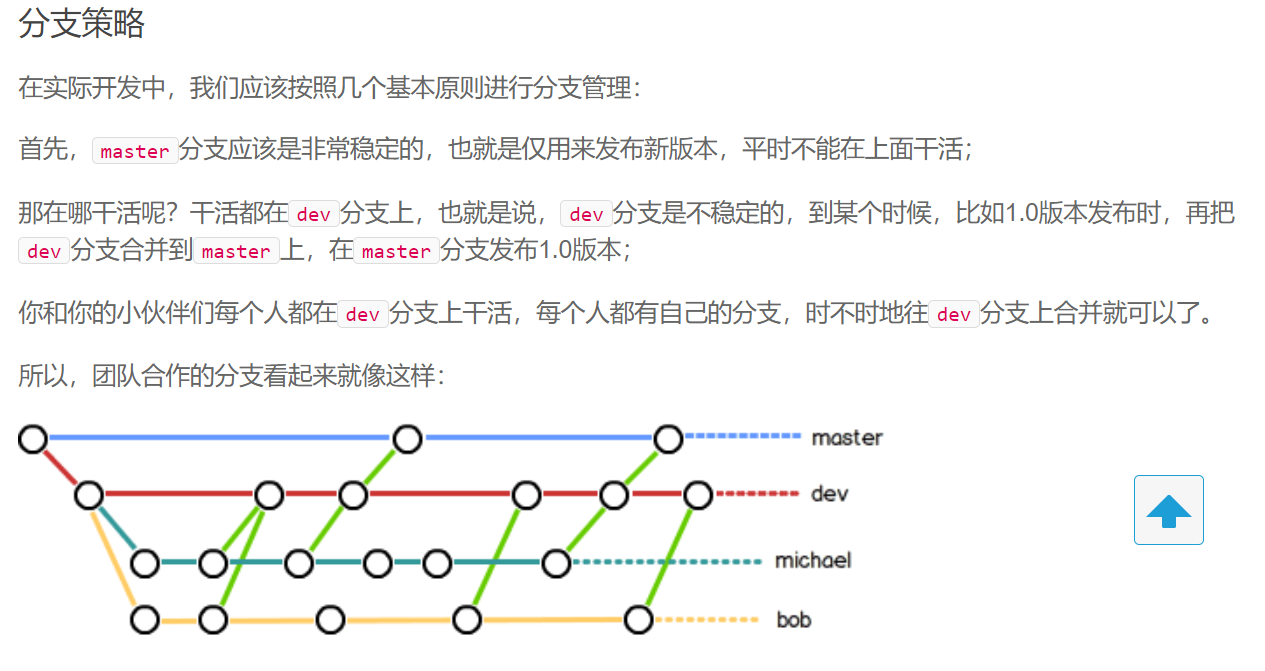 分支策略
在实际开发中，我们应该按照几个基本原则进行分支管理：
首先，master分支应该是非常稳定的，也就是仅用来发布新版本，平时不能在上面干活；
那在哪干活呢？干活都在dev分支上，也就是说，dev分支是不稳定的，到某个时候，比如1.0版本发布时，再把
dev分支合并到master上，在master分支发布1.0版本；
你和你的小伙伴们每个人都在dev分支上干活，每个人都有自己的分支，时不时地往dev分支上合并就可以了。
所以，团队合作的分支看起来就像这样：
master
dev
michael
bob